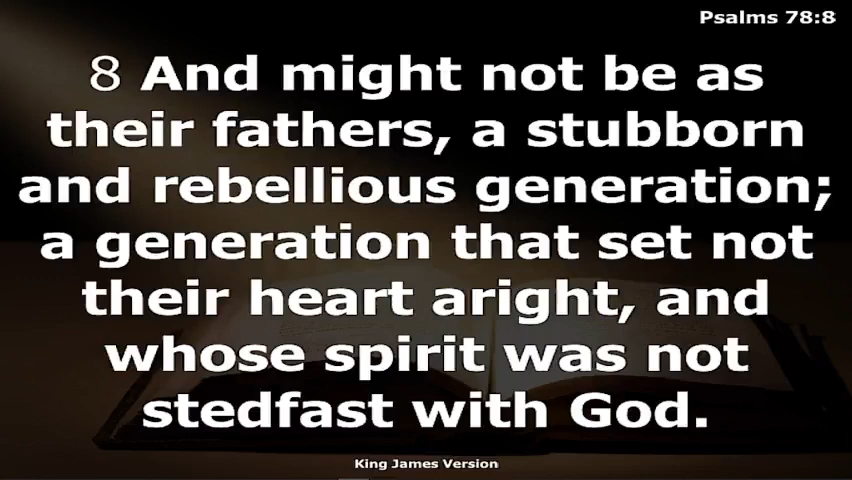 Psalms 78:8
8 And might not be as
their fathers, a stubborn
and rebellious generation;
a generation that set not
their heart aright, and
whose spirit was not
stedfast with God.
King James Version